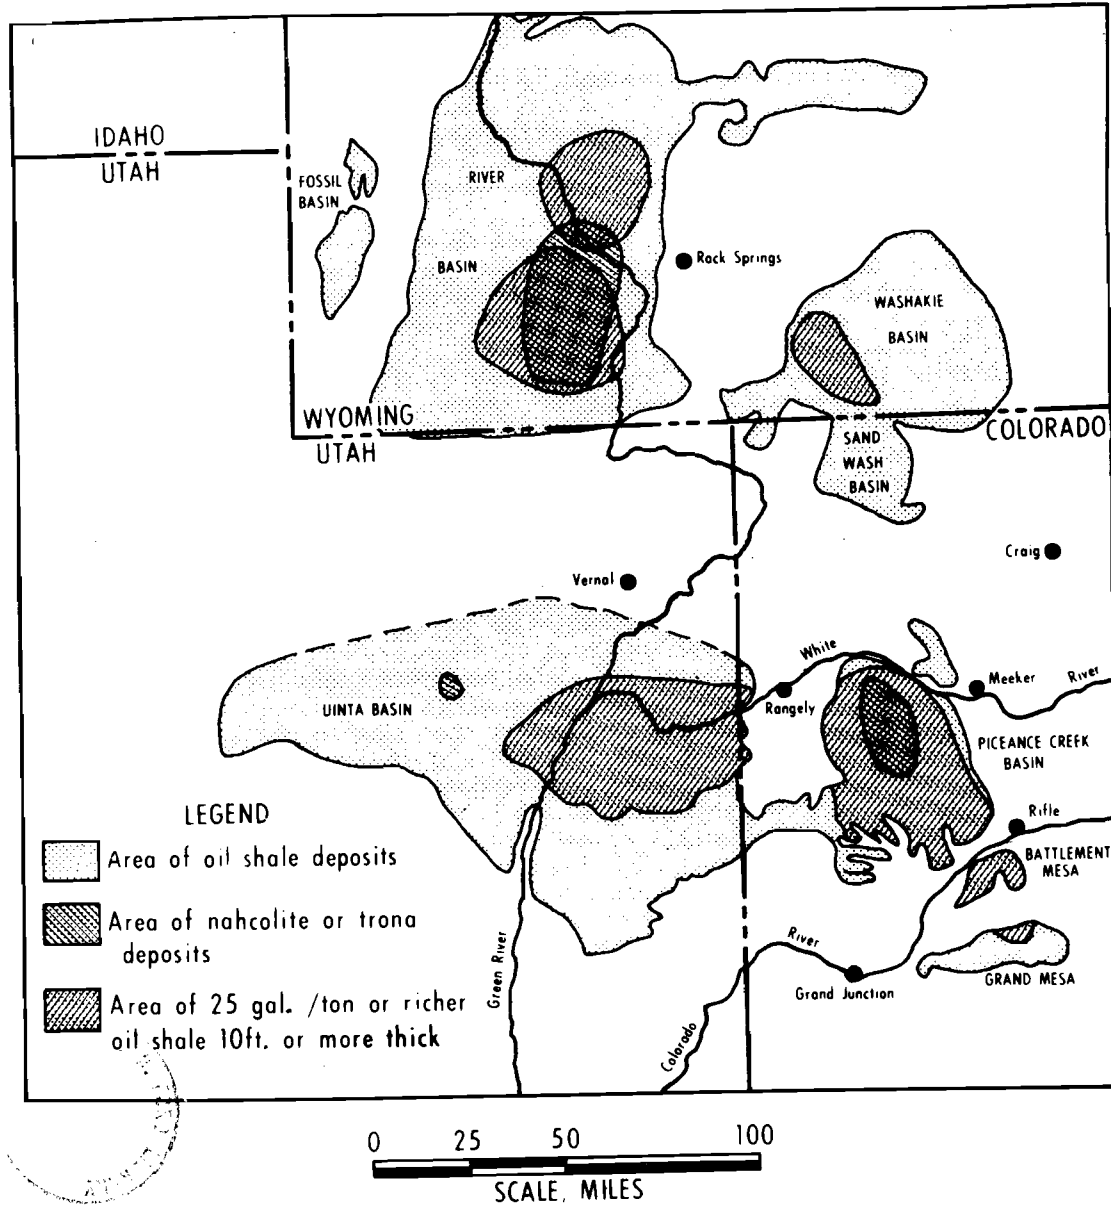 IDAHO
UTAH
FOSSIL
BASIN
RIVER
BASIN
Rock Springs
WASHAKIE
BASIN
WYOMING
UTAH
COLORADO
SAND
WASH
BASIN
Craig
Vernal
White
River
Meeker
Rangely
UINTA BASIN
PICEANCE CREEK
BASIN
Rifle
BATTLEMENT
MESA
LEGEND
Area of oil shale deposits
Area of nahcolite or trona
deposits
Area of 25 gal. /ton or richer
oil shale 10ft. or more thick
Green River
River
Colorado
Grand Junction
GRAND MESA
0 25 50 100
SCALE, MILES